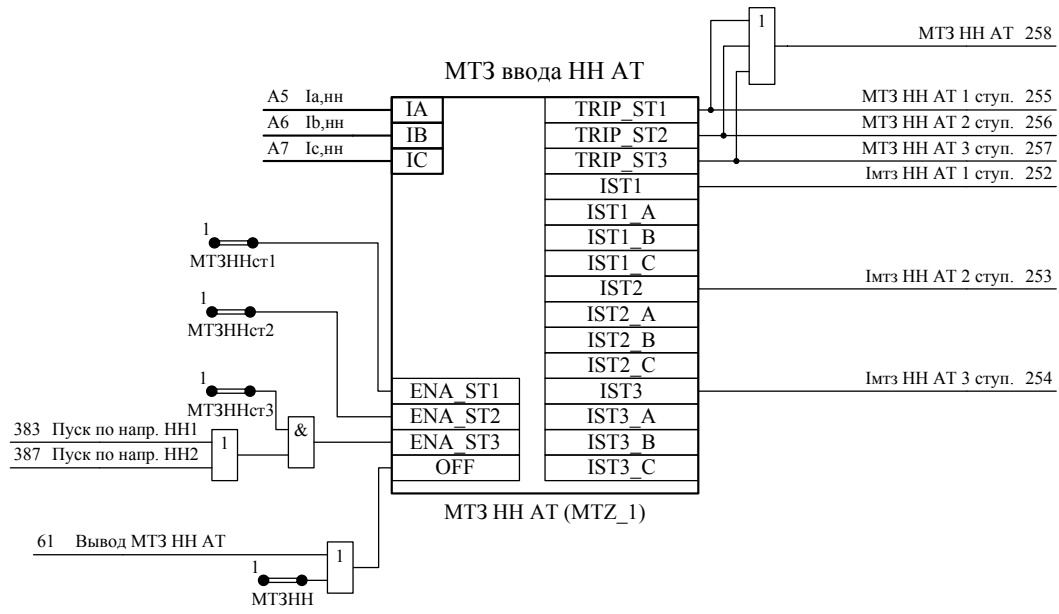 1
МТЗ НН АТ 258
МТЗ ввода НН АТ
A5 Ia,нн
IA
TRIP_ST1
МТЗ НН АТ 1 ступ. 255
A6 Ib,нн
IB
TRIP_ST2
МТЗ НН АТ 2 ступ. 256
A7 Ic,нн
IC
TRIP_ST3
МТЗ НН АТ 3 ступ. 257
IST1
Iмтз НН АТ 1 ступ. 252
IST1_A
IST1_B
1
МТЗННст1
IST1_C
IST2
Iмтз НН АТ 2 ступ. 253
1
МТЗННст2
IST2_A
IST2_B
IST2_C
1
МТЗННст3
ENA_ST1
IST3
Iмтз НН АТ 3 ступ. 254
ENA_ST2
IST3_A
383 Пуск по напр. НН1
1
&
ENA_ST3
IST3_B
387 Пуск по напр. НН2
OFF
IST3_C
МТЗ НН АТ (MTZ_1)
61 Вывод МТЗ НН АТ
1
1
МТЗНН